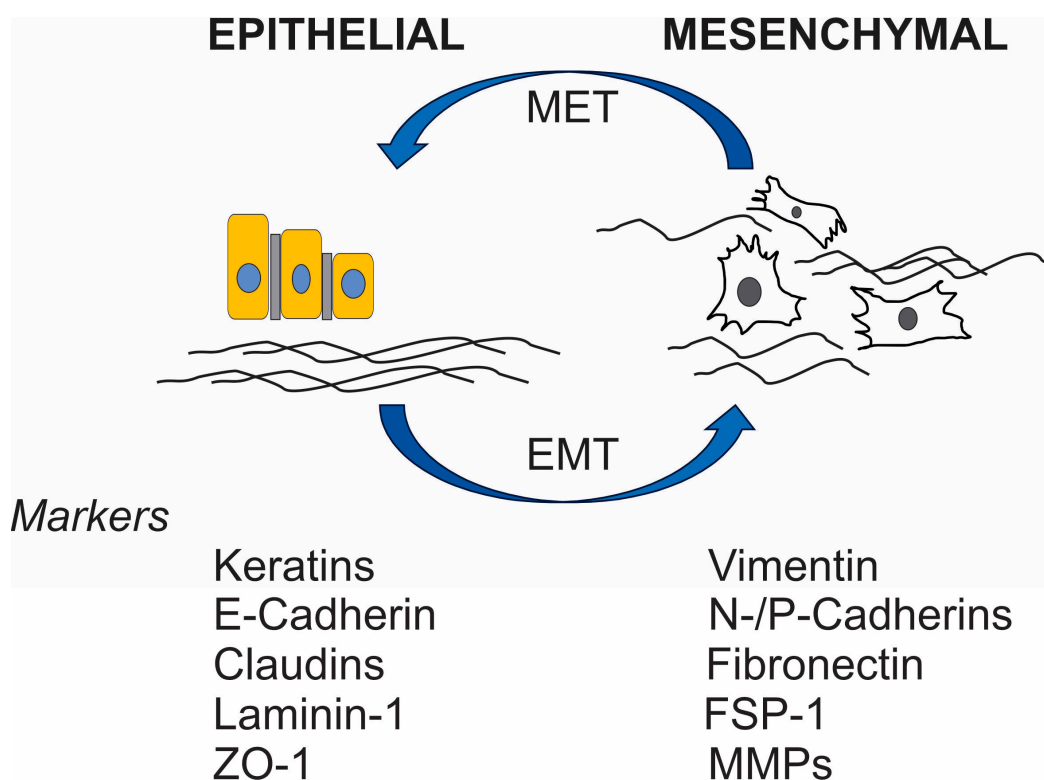 EPITHELIAL MESENCHYMAL
MET
EMT
Markers
Keratins Vimentin
E-Cadherin N-/P-Cadherins
Claudins Fibronectin
Laminin-1 FSP-1
ZO-1 MMPs